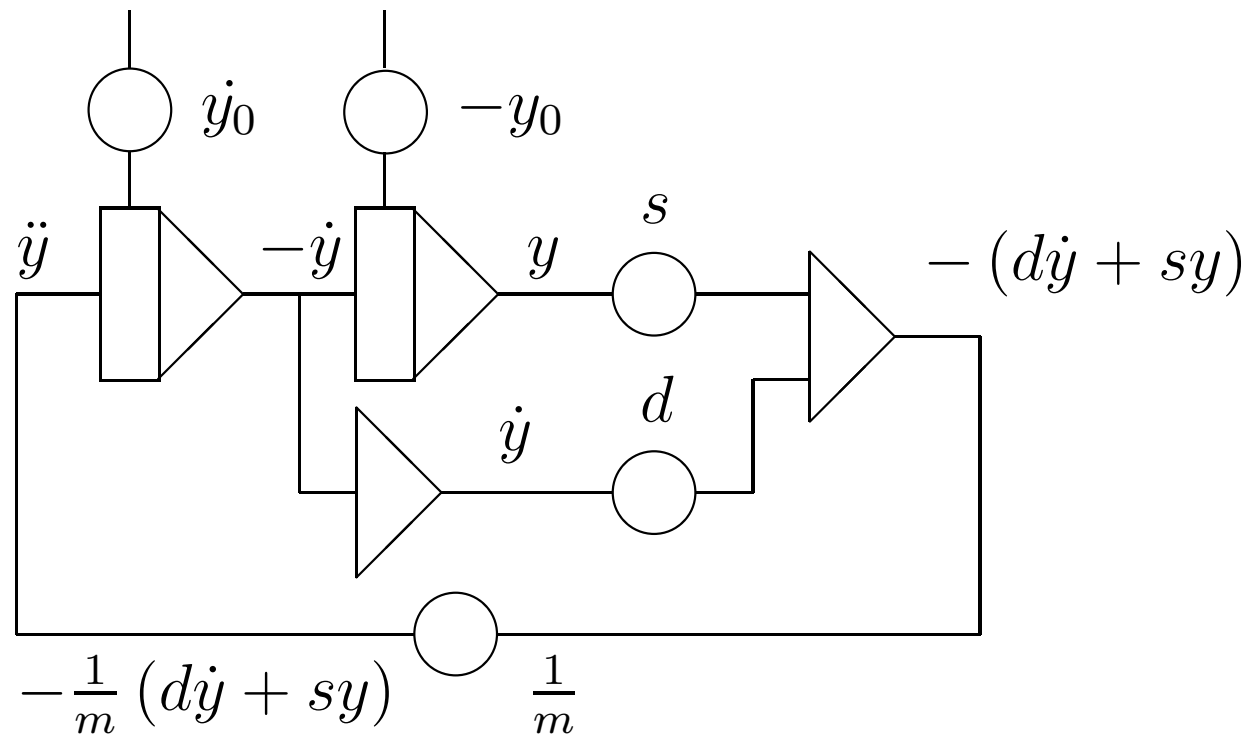 ẏ₀
−y₀
ÿ
−ẏ
y
s
−(dẏ + sy)
ẏ
d
−1/m (dẏ + sy)
1/m